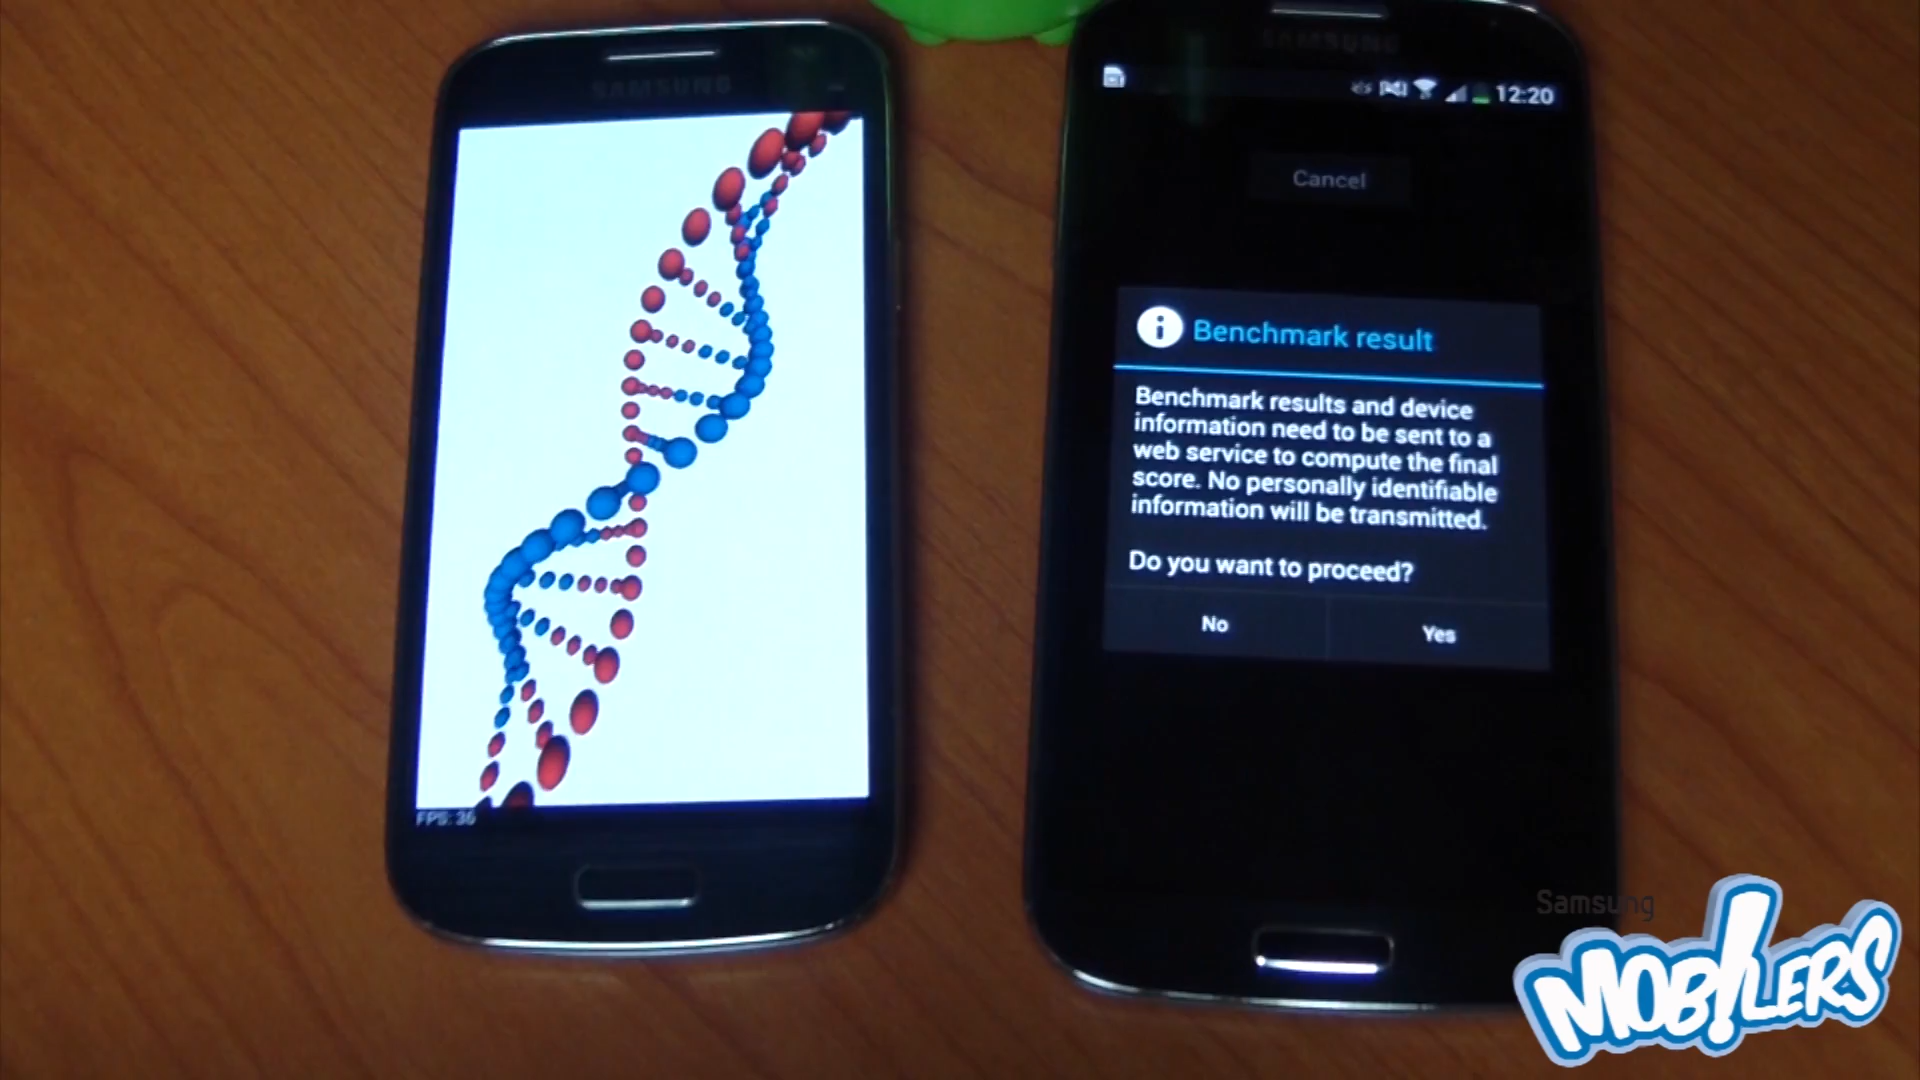 SAMSUNG
FPS: 36
SAMSUNG
12:20
Cancel
Benchmark result
Benchmark results and device
information need to be sent to a
web service to compute the final
score. No personally identifiable
information will be transmitted.
Do you want to proceed?
No
Yes
Samsung
MOB!LERS